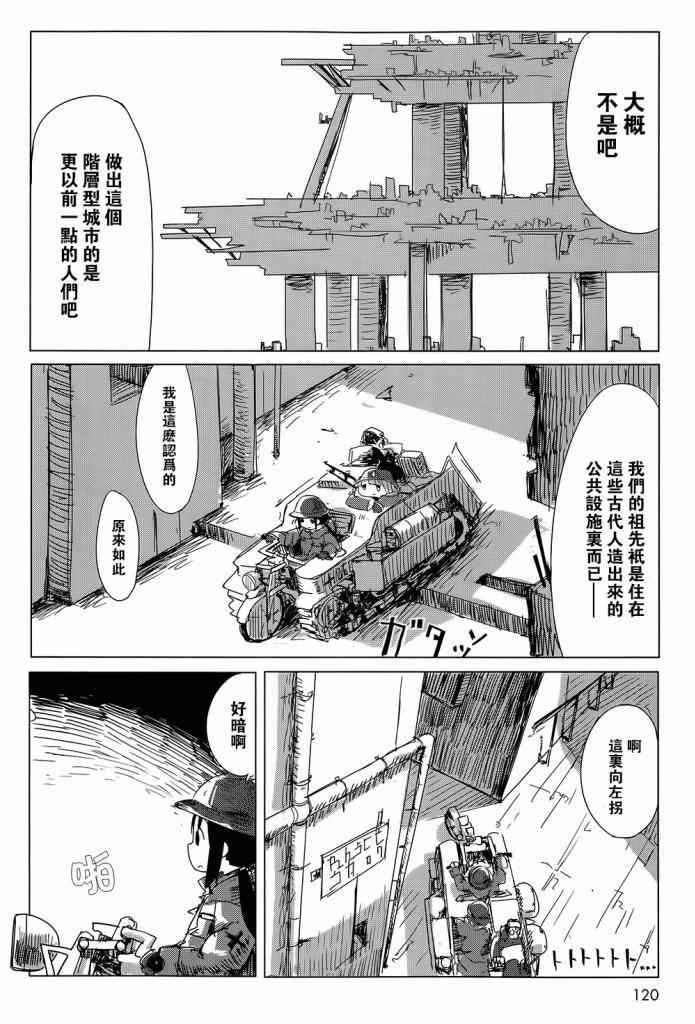 大概
不是吧
做出這個
階層型城市的是
更以前一點的人們吧
我們的祖先衹是住在
這些古代人造出來的
公共設施裏而已——
我是這麽認爲的
原來如此
ガタッ
啊
這裏向左拐
トトトトトト...
好暗啊
啪
120